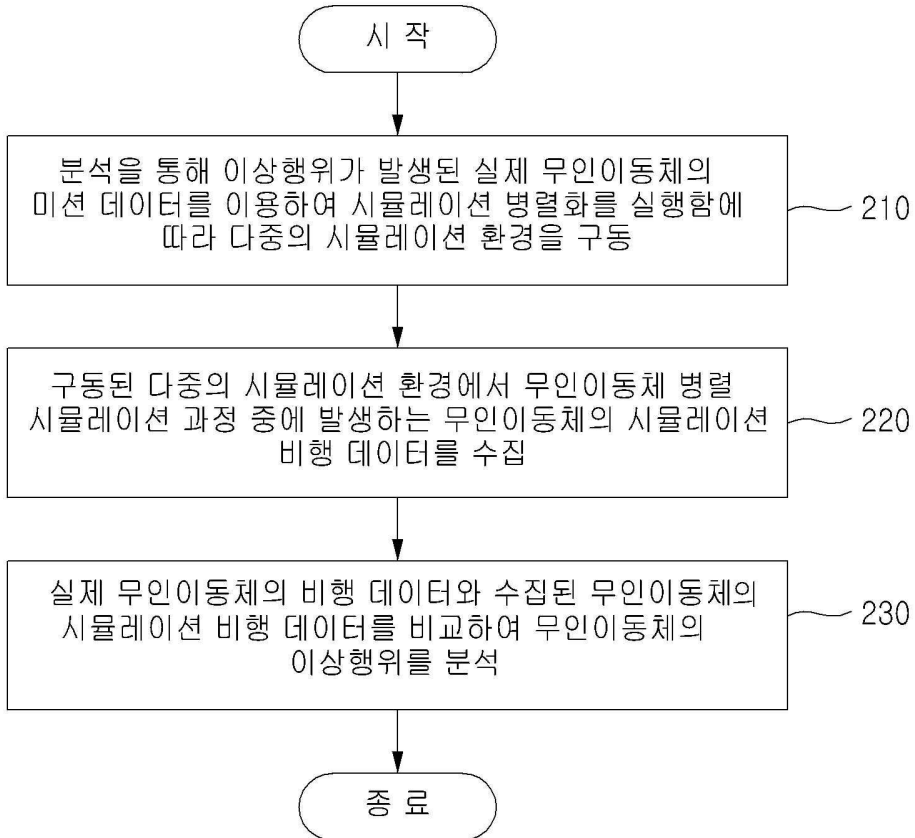 시 작
분석을 통해 이상행위가 발생된 실제 무인이동체의
미션 데이터를 이용하여 시뮬레이션 병렬화를 실행함에
따라 다중의 시뮬레이션 환경을 구동
210
구동된 다중의 시뮬레이션 환경에서 무인이동체 병렬
시뮬레이션 과정 중에 발생하는 무인이동체의 시뮬레이션
비행 데이터를 수집
220
실제 무인이동체의 비행 데이터와 수집된 무인이동체의
시뮬레이션 비행 데이터를 비교하여 무인이동체의
이상행위를 분석
230
종 료